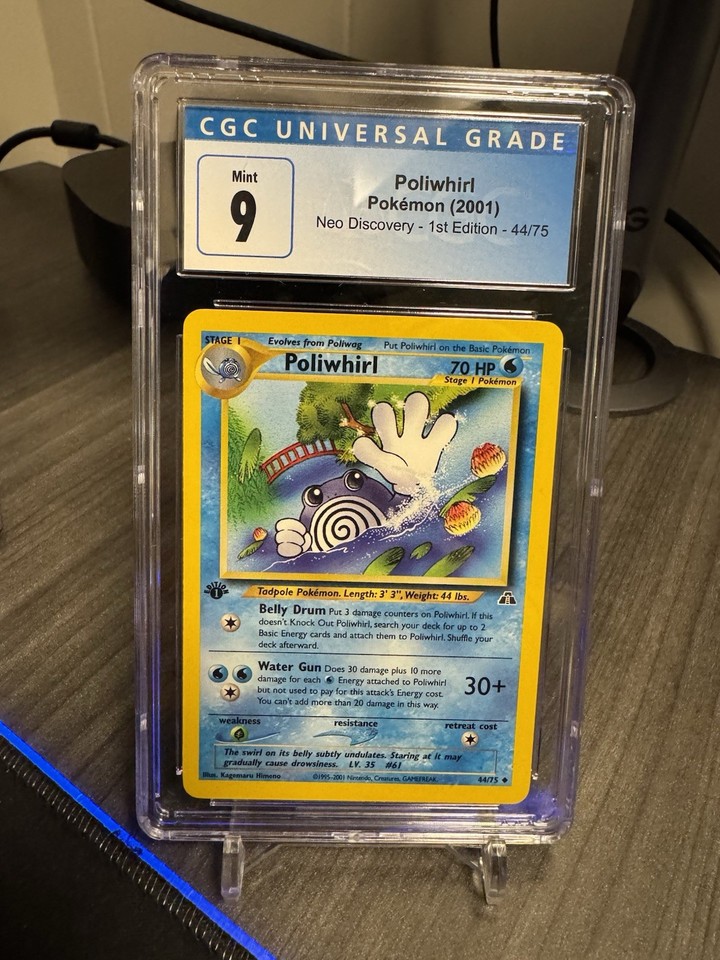 CGC UNIVERSAL GRADE
Mint
9
Poliwhirl
Pokémon (2001)
Neo Discovery - 1st Edition - 44/75
STAGE 1
Evolves from Poliwag
Put Poliwhirl on the Basic Pokémon
Poliwhirl
70 HP
Stage 1 Pokémon
EDITION
1
Tadpole Pokémon. Length: 3' 3", Weight: 44 lbs.
Belly Drum Put 3 damage counters on Poliwhirl. If this
doesn't Knock Out Poliwhirl, search your deck for up to 2
Basic Energy cards and attach them to Poliwhirl. Shuffle your
deck afterward.
Water Gun Does 30 damage plus 10 more
damage for each Energy attached to Poliwhirl
but not used to pay for this attack's Energy cost.
You can't add more than 20 damage in this way.
30+
weakness
resistance
retreat cost
The swirl on its belly subtly undulates. Staring at it may
gradually cause drowsiness. LV. 35 #61
Illus. Kagemaru Himeno
©1995-2001 Nintendo, Creatures, GAMEFREAK.
44/75
G